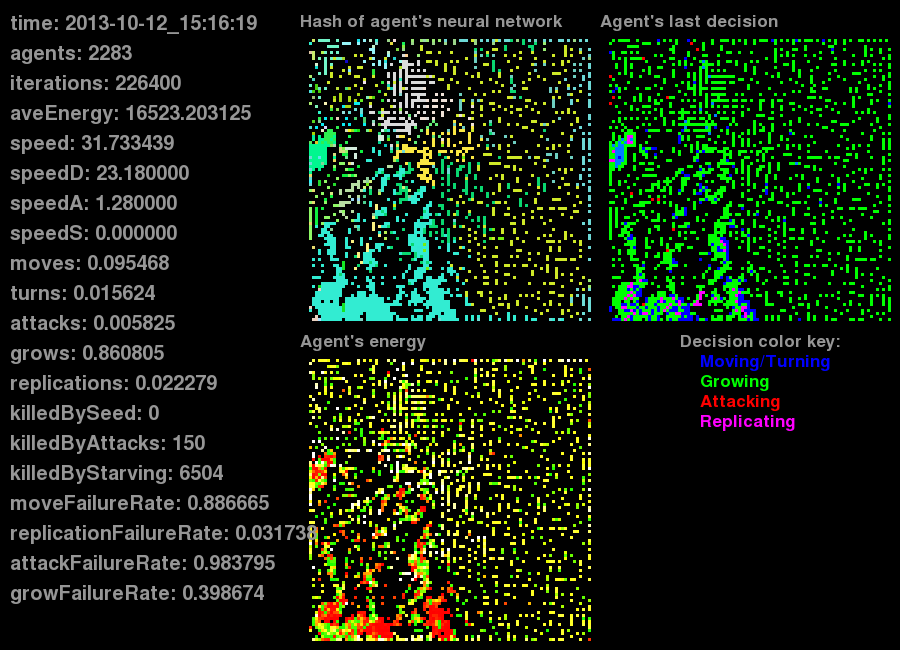 time: 2013-10-12_15:16:19
agents: 2283
iterations: 226400
aveEnergy: 16523.203125
speed: 31.733439
speedD: 23.180000
speedA: 1.280000
speedS: 0.000000
moves: 0.095468
turns: 0.015624
attacks: 0.005825
grows: 0.860805
replications: 0.022279
killedBySeed: 0
killedByAttacks: 150
killedByStarving: 6504
moveFailureRate: 0.886665
replicationFailureRate: 0.031738
attackFailureRate: 0.983795
growFailureRate: 0.398674
Hash of agent's neural network
Agent's last decision
Agent's energy
Decision color key:
Moving/Turning
Growing
Attacking
Replicating